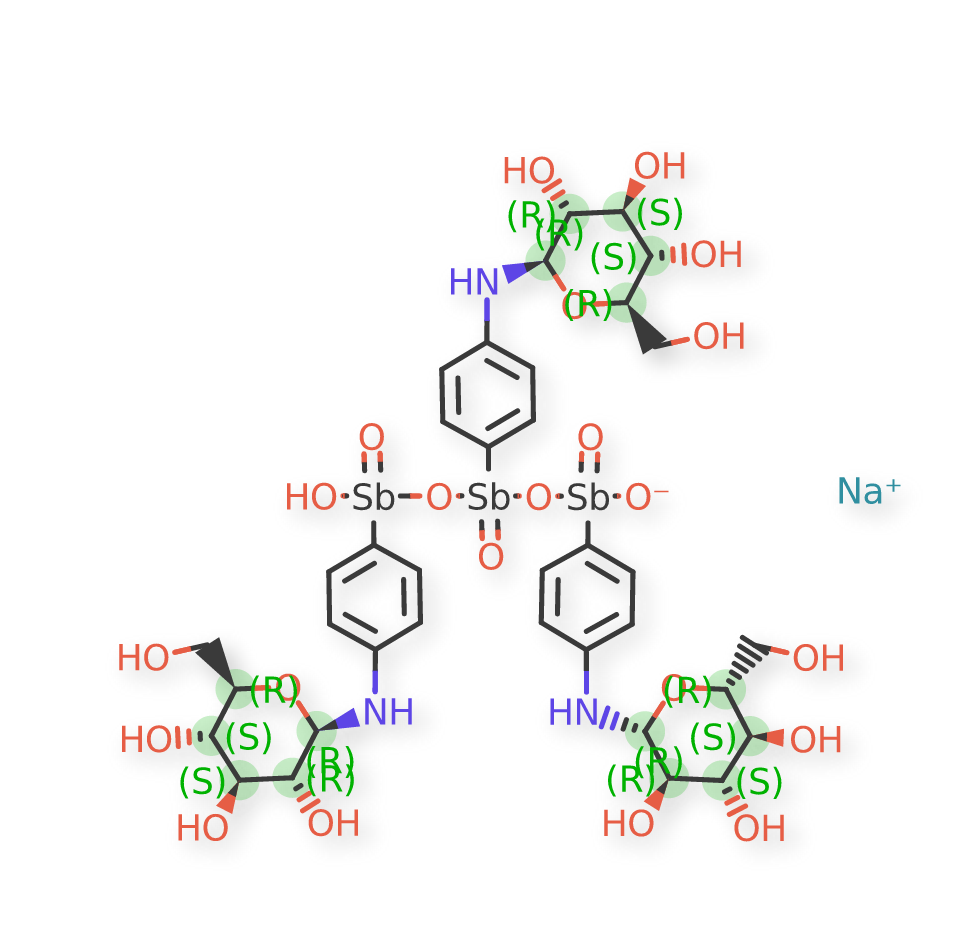 HO OH
(R) (S)
(R)
(S) OH
HN
O (R)
OH
O O
HO Sb O Sb O Sb O⁻ Na⁺
O
HO OH
O (R) O (R)
NH HN
HO (S) (S) OH
(R) (R)
(S) (R) (R) (S)
HO OH HO OH